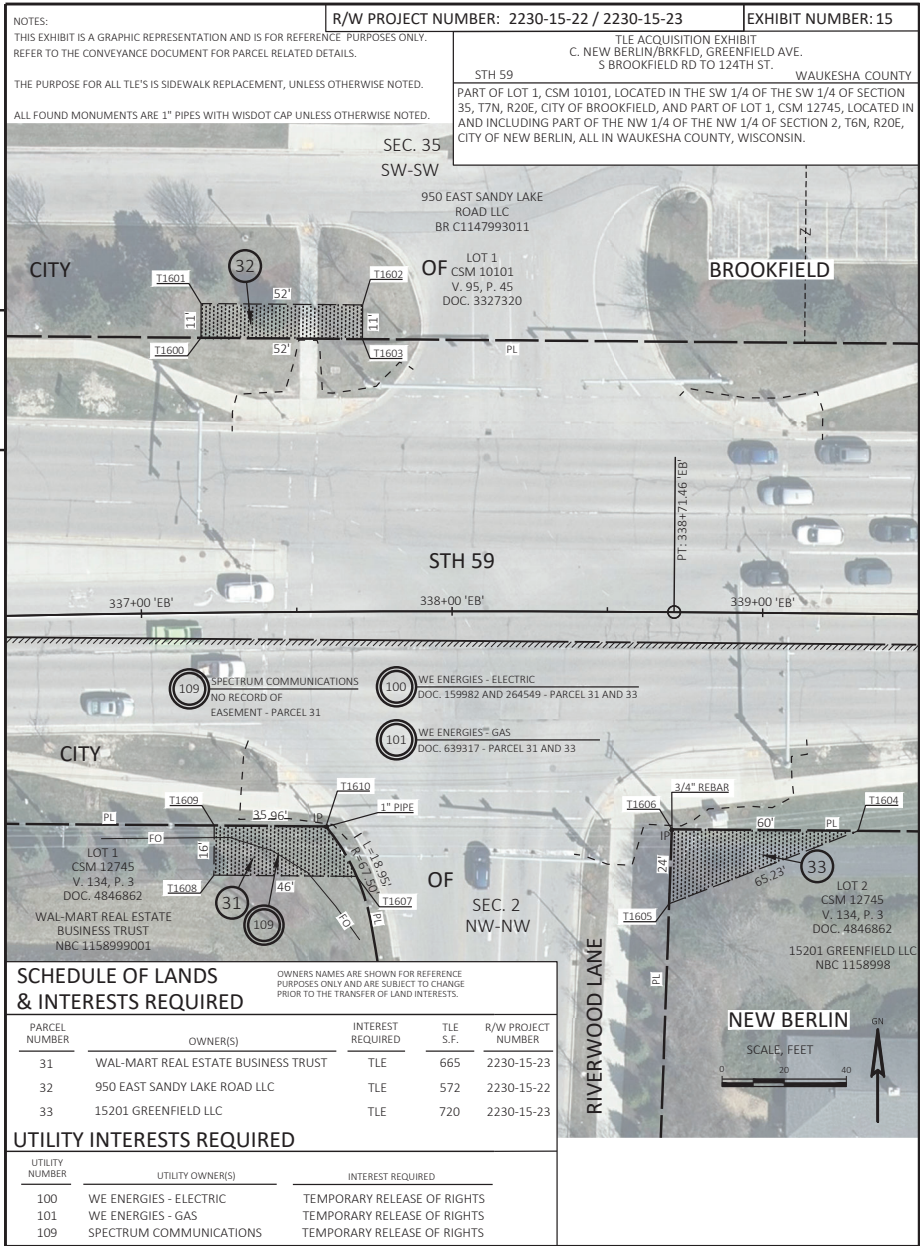 NOTES:
THIS EXHIBIT IS A GRAPHIC REPRESENTATION AND IS FOR REFERENCE PURPOSES ONLY.
REFER TO THE CONVEYANCE DOCUMENT FOR PARCEL RELATED DETAILS.
THE PURPOSE FOR ALL TLE'S IS SIDEWALK REPLACEMENT, UNLESS OTHERWISE NOTED.
ALL FOUND MONUMENTS ARE 1" PIPES WITH WISDOT CAP UNLESS OTHERWISE NOTED.
R/W PROJECT NUMBER: 2230-15-22 / 2230-15-23
EXHIBIT NUMBER: 15
TLE ACQUISITION EXHIBIT
C. NEW BERLIN/BRKFLD, GREENFIELD AVE.
S BROOKFIELD RD TO 124TH ST.
STH 59
WAUKESHA COUNTY
PART OF LOT 1, CSM 10101, LOCATED IN THE SW 1/4 OF THE SW 1/4 OF SECTION
35, T7N, R20E, CITY OF BROOKFIELD, AND PART OF LOT 1, CSM 12745, LOCATED IN
AND INCLUDING PART OF THE NW 1/4 OF THE NW 1/4 OF SECTION 2, T6N, R20E,
CITY OF NEW BERLIN, ALL IN WAUKESHA COUNTY, WISCONSIN.
SEC. 35
SW-SW
950 EAST SANDY LAKE
ROAD LLC
BR C1147993011
LOT 1
CSM 10101
V. 95, P. 45
DOC. 3327320
CITY
OF
BROOKFIELD
32
T1601
T1602
52'
11'
11'
T1600
52'
T1603
PL
Z
PT: 338+71.46 'EB'
STH 59
337+00 'EB'
338+00 'EB'
339+00 'EB'
109
SPECTRUM COMMUNICATIONS
NO RECORD OF
EASEMENT - PARCEL 31
100
WE ENERGIES - ELECTRIC
DOC. 159982 AND 264549 - PARCEL 31 AND 33
101
WE ENERGIES - GAS
DOC. 639317 - PARCEL 31 AND 33
CITY
OF
T1609
T1610
1" PIPE
35.96'
IP
PL
FO
16'
L=18.95'
R=67.50'
46'
T1608
T1607
31
109
FO
PL
LOT 1
CSM 12745
V. 134, P. 3
DOC. 4846862
WAL-MART REAL ESTATE
BUSINESS TRUST
NBC 1158999001
SEC. 2
NW-NW
3/4" REBAR
T1606
T1604
IP
60'
PL
24'
65.23'
33
T1605
PL
LOT 2
CSM 12745
V. 134, P. 3
DOC. 4846862
15201 GREENFIELD LLC
NBC 1158998
RIVERWOOD LANE
NEW BERLIN
GN
SCALE, FEET
0 20 40
SCHEDULE OF LANDS
& INTERESTS REQUIRED
OWNERS NAMES ARE SHOWN FOR REFERENCE
PURPOSES ONLY AND ARE SUBJECT TO CHANGE
PRIOR TO THE TRANSFER OF LAND INTERESTS.
PARCEL NUMBER OWNER(S) INTEREST REQUIRED TLE S.F. R/W PROJECT NUMBER
31 WAL-MART REAL ESTATE BUSINESS TRUST TLE 665 2230-15-23
32 950 EAST SANDY LAKE ROAD LLC TLE 572 2230-15-22
33 15201 GREENFIELD LLC TLE 720 2230-15-23
UTILITY INTERESTS REQUIRED
UTILITY NUMBER UTILITY OWNER(S) INTEREST REQUIRED
100 WE ENERGIES - ELECTRIC TEMPORARY RELEASE OF RIGHTS
101 WE ENERGIES - GAS TEMPORARY RELEASE OF RIGHTS
109 SPECTRUM COMMUNICATIONS TEMPORARY RELEASE OF RIGHTS